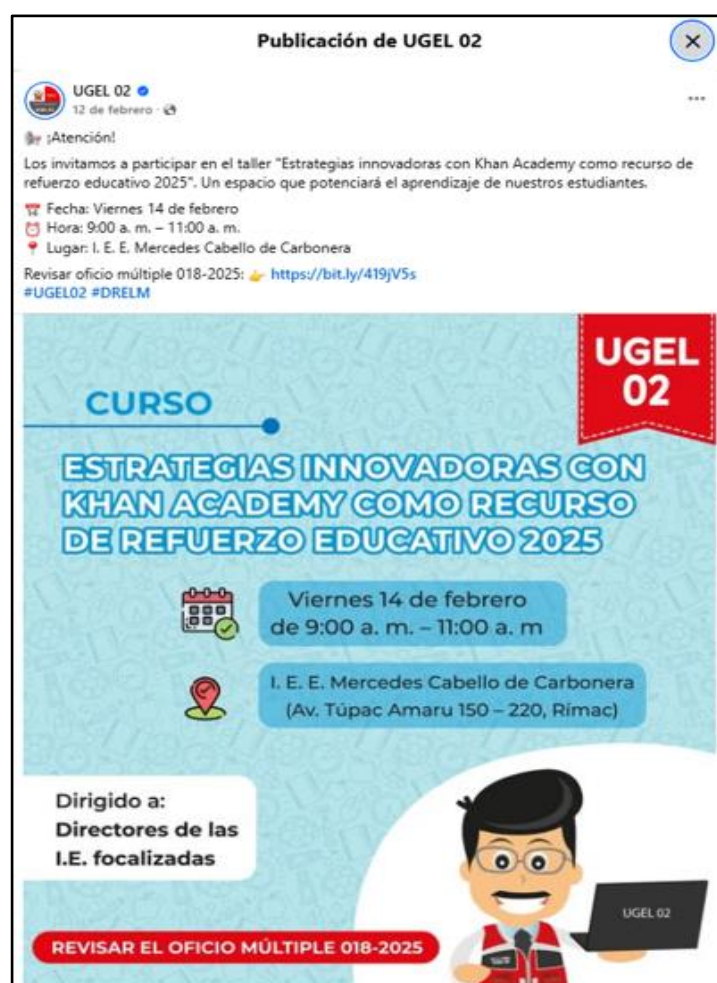 Publicación de UGEL 02
UGEL 02
12 de febrero
¡Atención!
Los invitamos a participar en el taller "Estrategias innovadoras con Khan Academy como recurso de
refuerzo educativo 2025". Un espacio que potenciará el aprendizaje de nuestros estudiantes.
Fecha: Viernes 14 de febrero
Hora: 9:00 a. m. – 11:00 a. m.
Lugar: I. E. E. Mercedes Cabello de Carbonera
Revisar oficio múltiple 018-2025: https://bit.ly/419jV5s
#UGEL02 #DRELM
UGEL
02
CURSO
ESTRATEGIAS INNOVADORAS CON
KHAN ACADEMY COMO RECURSO
DE REFUERZO EDUCATIVO 2025
Viernes 14 de febrero
de 9:00 a. m. – 11:00 a. m
I. E. E. Mercedes Cabello de Carbonera
(Av. Túpac Amaru 150 – 220, Rímac)
Dirigido a:
Directores de las
I.E. focalizadas
UGEL 02
REVISAR EL OFICIO MÚLTIPLE 018-2025